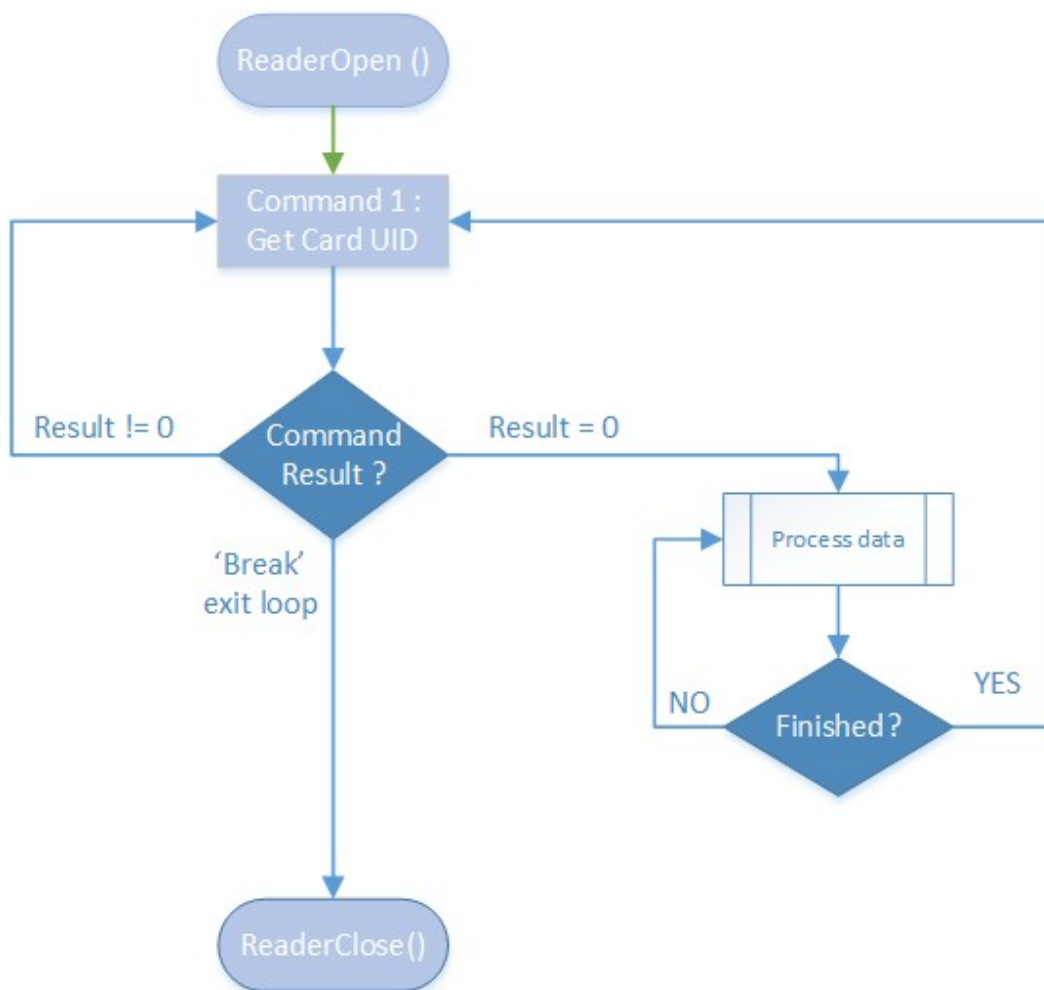 ReaderOpen ()
Command 1 :
Get Card UID
Result != 0
Command
Result ?
Result = 0
Process data
‘Break’
exit loop
NO
Finished ?
YES
ReaderClose()